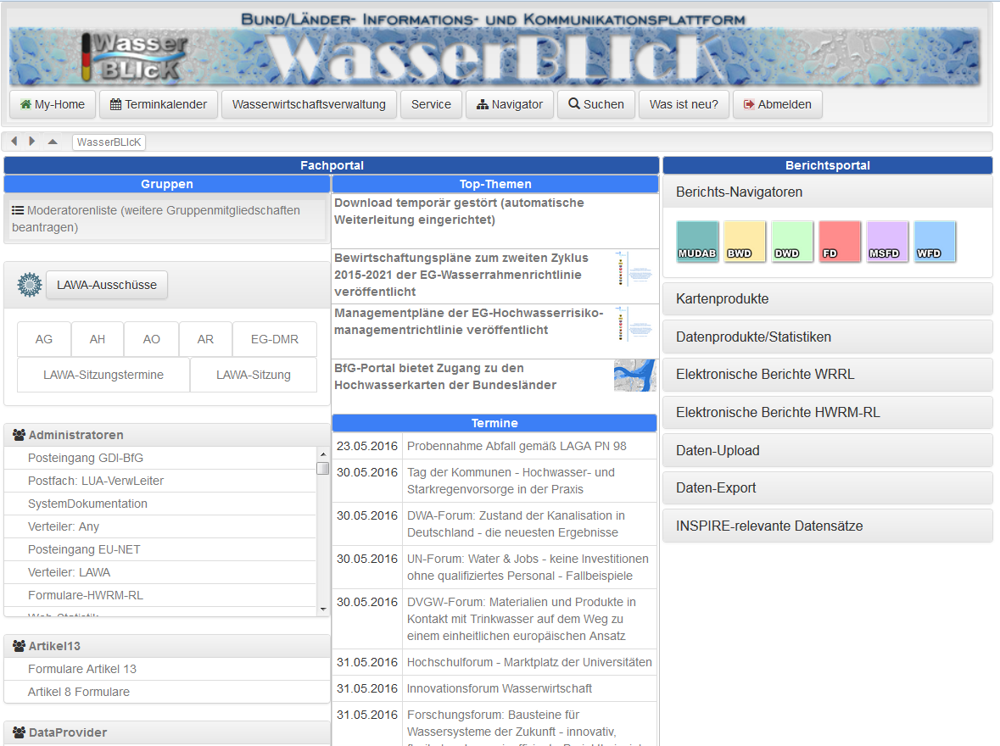 Bund/Länder- Informations- und Kommunikationsplattform
Wasser
BLIcK
WasserBLIcK
My-Home
Terminkalender
Wasserwirtschaftsverwaltung
Service
Navigator
Suchen
Was ist neu?
Abmelden
WasserBLIcK
Fachportal
Gruppen
Moderatorenliste (weitere Gruppenmitgliedschaften
beantragen)
LAWA-Ausschüsse
AG
AH
AO
AR
EG-DMR
LAWA-Sitzungstermine
LAWA-Sitzung
Administratoren
Posteingang GDI-BfG
Postfach: LUA-VerwLeiter
SystemDokumentation
Verteiler: Any
Posteingang EU-NET
Verteiler: LAWA
Formulare-HWRM-RL
Web-Statistik
Artikel13
Formulare Artikel 13
Artikel 8 Formulare
DataProvider
Top-Themen
Download temporär gestört (automatische
Weiterleitung eingerichtet)
Bewirtschaftungspläne zum zweiten Zyklus
2015-2021 der EG-Wasserrahmenrichtlinie
veröffentlicht
Managementpläne der EG-Hochwasserrisiko-
managementrichtlinie veröffentlicht
BfG-Portal bietet Zugang zu den
Hochwasserkarten der Bundesländer
Termine
23.05.2016 Probennahme Abfall gemäß LAGA PN 98
30.05.2016 Tag der Kommunen - Hochwasser- und
Starkregenvorsorge in der Praxis
30.05.2016 DWA-Forum: Zustand der Kanalisation in
Deutschland - die neuesten Ergebnisse
30.05.2016 UN-Forum: Water & Jobs - keine Investitionen
ohne qualifiziertes Personal - Fallbeispiele
30.05.2016 DVGW-Forum: Materialien und Produkte in
Kontakt mit Trinkwasser auf dem Weg zu
einem einheitlichen europäischen Ansatz
31.05.2016 Hochschulforum - Marktplatz der Universitäten
31.05.2016 Innovationsforum Wasserwirtschaft
31.05.2016 Forschungsforum: Bausteine für
Wassersysteme der Zukunft - innovativ,
Berichtsportal
Berichts-Navigatoren
MUDAB
BWD
DWD
FD
MSFD
WFD
Kartenprodukte
Datenprodukte/Statistiken
Elektronische Berichte WRRL
Elektronische Berichte HWRM-RL
Daten-Upload
Daten-Export
INSPIRE-relevante Datensätze